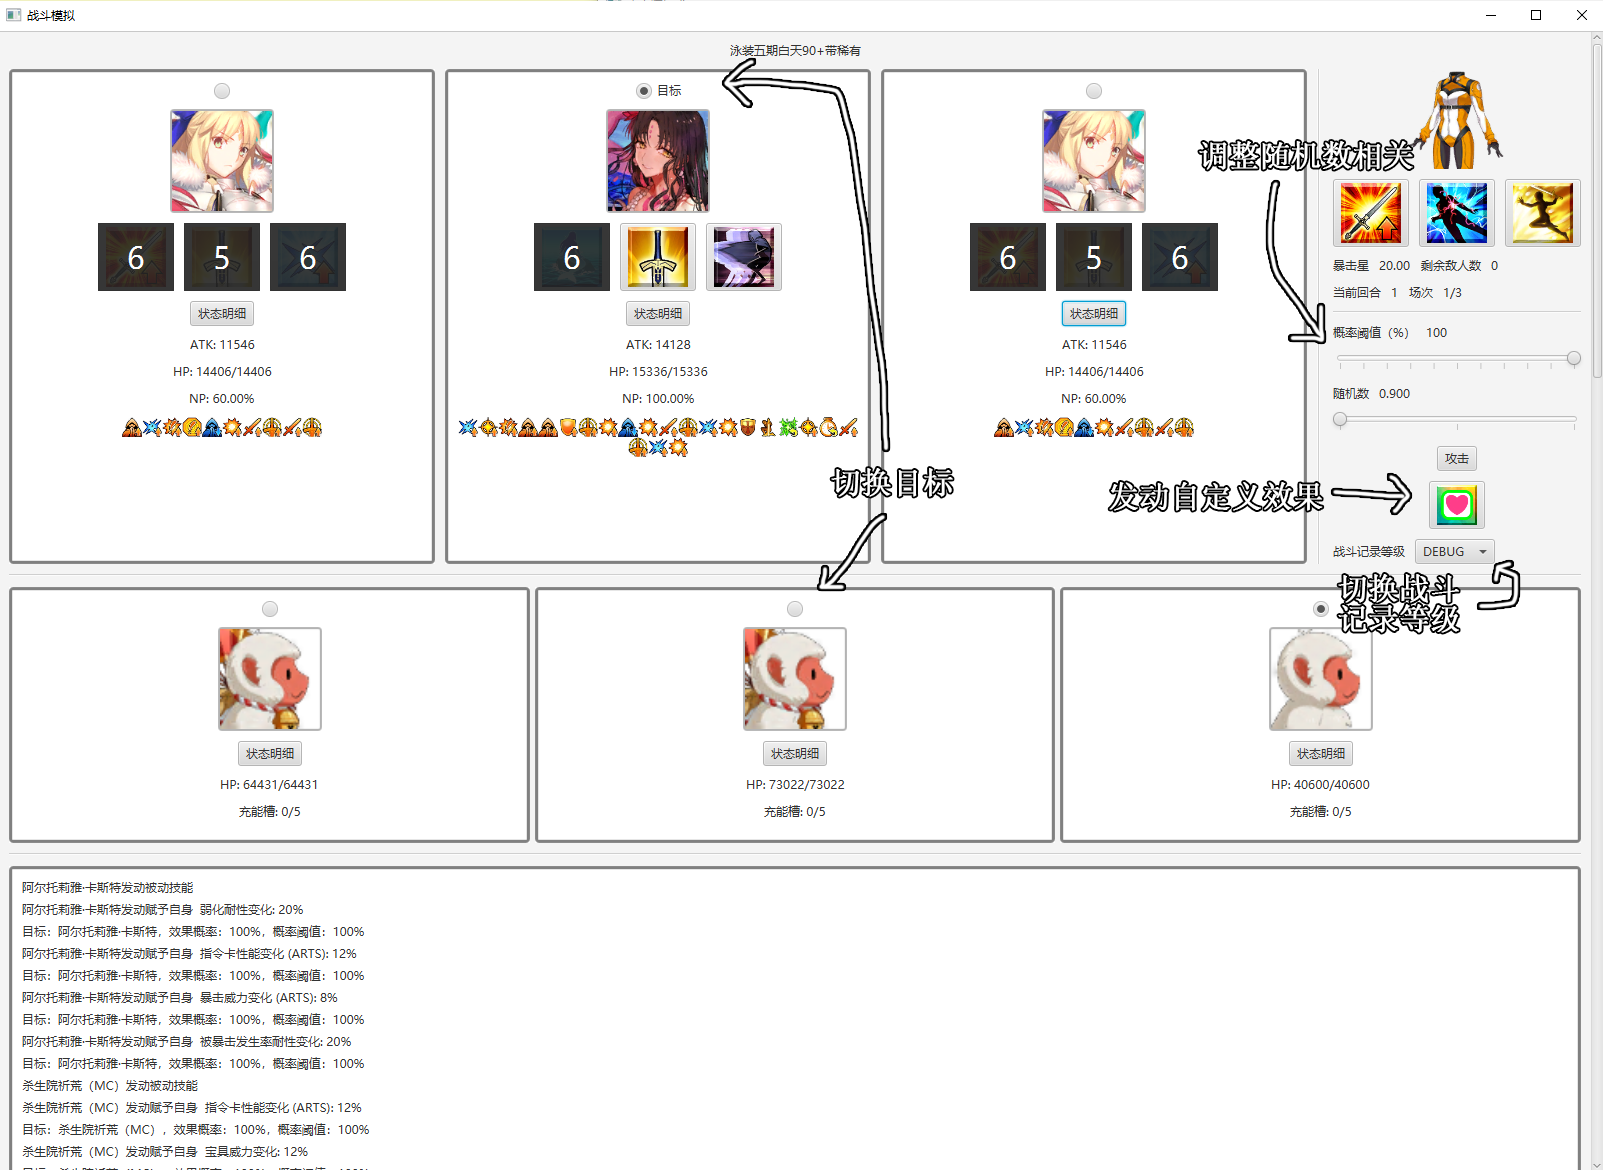 战斗模拟
泳装五期白天90+带稀有
目标
调整随机数相关
6 5 6
6
6 5 6
状态明细
状态明细
状态明细
ATK: 11546
HP: 14406/14406
NP: 60.00%
ATK: 14128
HP: 15336/15336
NP: 100.00%
ATK: 11546
HP: 14406/14406
NP: 60.00%
暴击星 20.00 剩余敌人数 0
当前回合 1 场次 1/3
概率阈值（%） 100
随机数 0.900
攻击
切换目标
发动自定义效果
战斗记录等级 DEBUG
切换战斗
记录等级
状态明细
HP: 64431/64431
充能槽: 0/5
状态明细
HP: 73022/73022
充能槽: 0/5
状态明细
HP: 40600/40600
充能槽: 0/5
阿尔托莉雅·卡斯特发动被动技能
阿尔托莉雅·卡斯特发动赋予自身 弱化耐性变化: 20%
目标：阿尔托莉雅·卡斯特，效果概率：100%，概率阈值：100%
阿尔托莉雅·卡斯特发动赋予自身 指令卡性能变化 (ARTS): 12%
目标：阿尔托莉雅·卡斯特，效果概率：100%，概率阈值：100%
阿尔托莉雅·卡斯特发动赋予自身 暴击威力变化 (ARTS): 8%
目标：阿尔托莉雅·卡斯特，效果概率：100%，概率阈值：100%
阿尔托莉雅·卡斯特发动赋予自身 被暴击发生率耐性变化: 20%
目标：阿尔托莉雅·卡斯特，效果概率：100%，概率阈值：100%
杀生院祈荒（MC）发动被动技能
杀生院祈荒（MC）发动赋予自身 指令卡性能变化 (ARTS): 12%
目标：杀生院祈荒（MC），效果概率：100%，概率阈值：100%
杀生院祈荒（MC）发动赋予自身 宝具威力变化: 12%